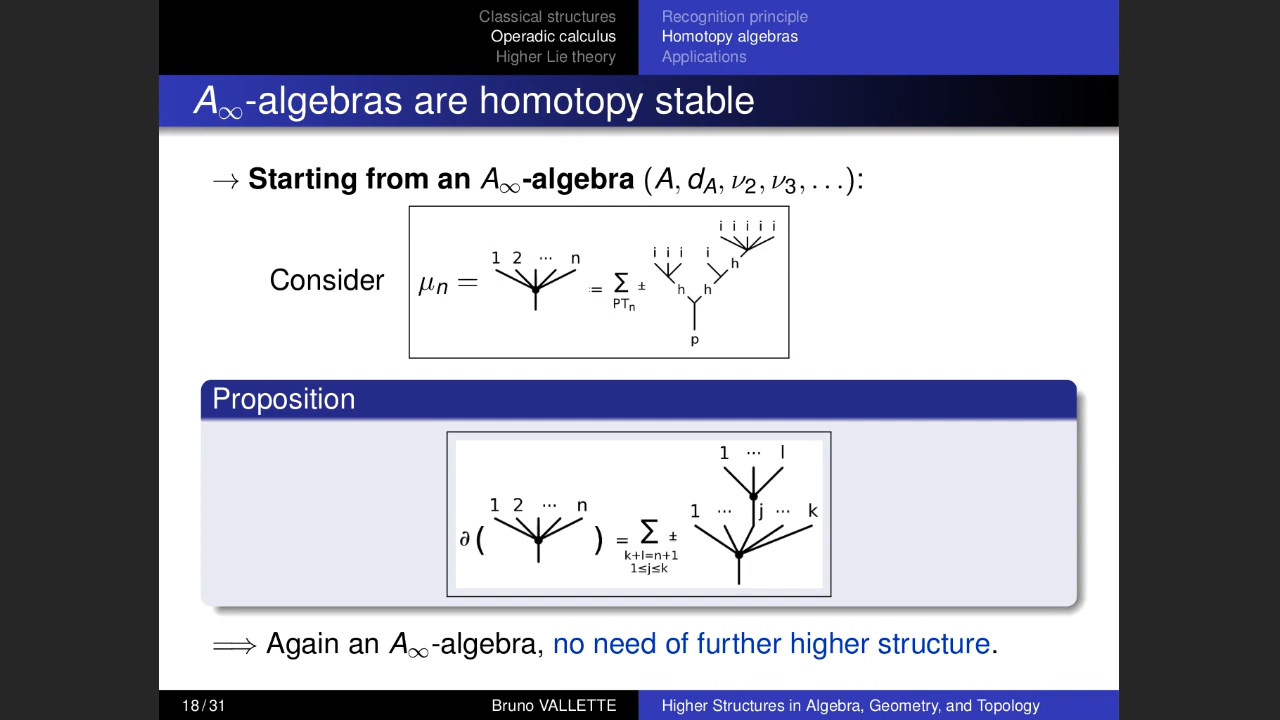 Classical structures
Operadic calculus
Higher Lie theory
Recognition principle
Homotopy algebras
Applications
A∞-algebras are homotopy stable
→ Starting from an A∞-algebra (A, d_A, ν₂, ν₃, ...):
Consider
μₙ = 1 2 ··· n = Σ ±
PTₙ
i i i i i
i i i i
h
h h
p
Proposition
1 ··· l
1 2 ··· n
1 ··· j ··· k
∂( ) = Σ ±
k+l=n+1
1≤j≤k
⟹ Again an A∞-algebra, no need of further higher structure.
18/31
Bruno VALLETTE
Higher Structures in Algebra, Geometry, and Topology